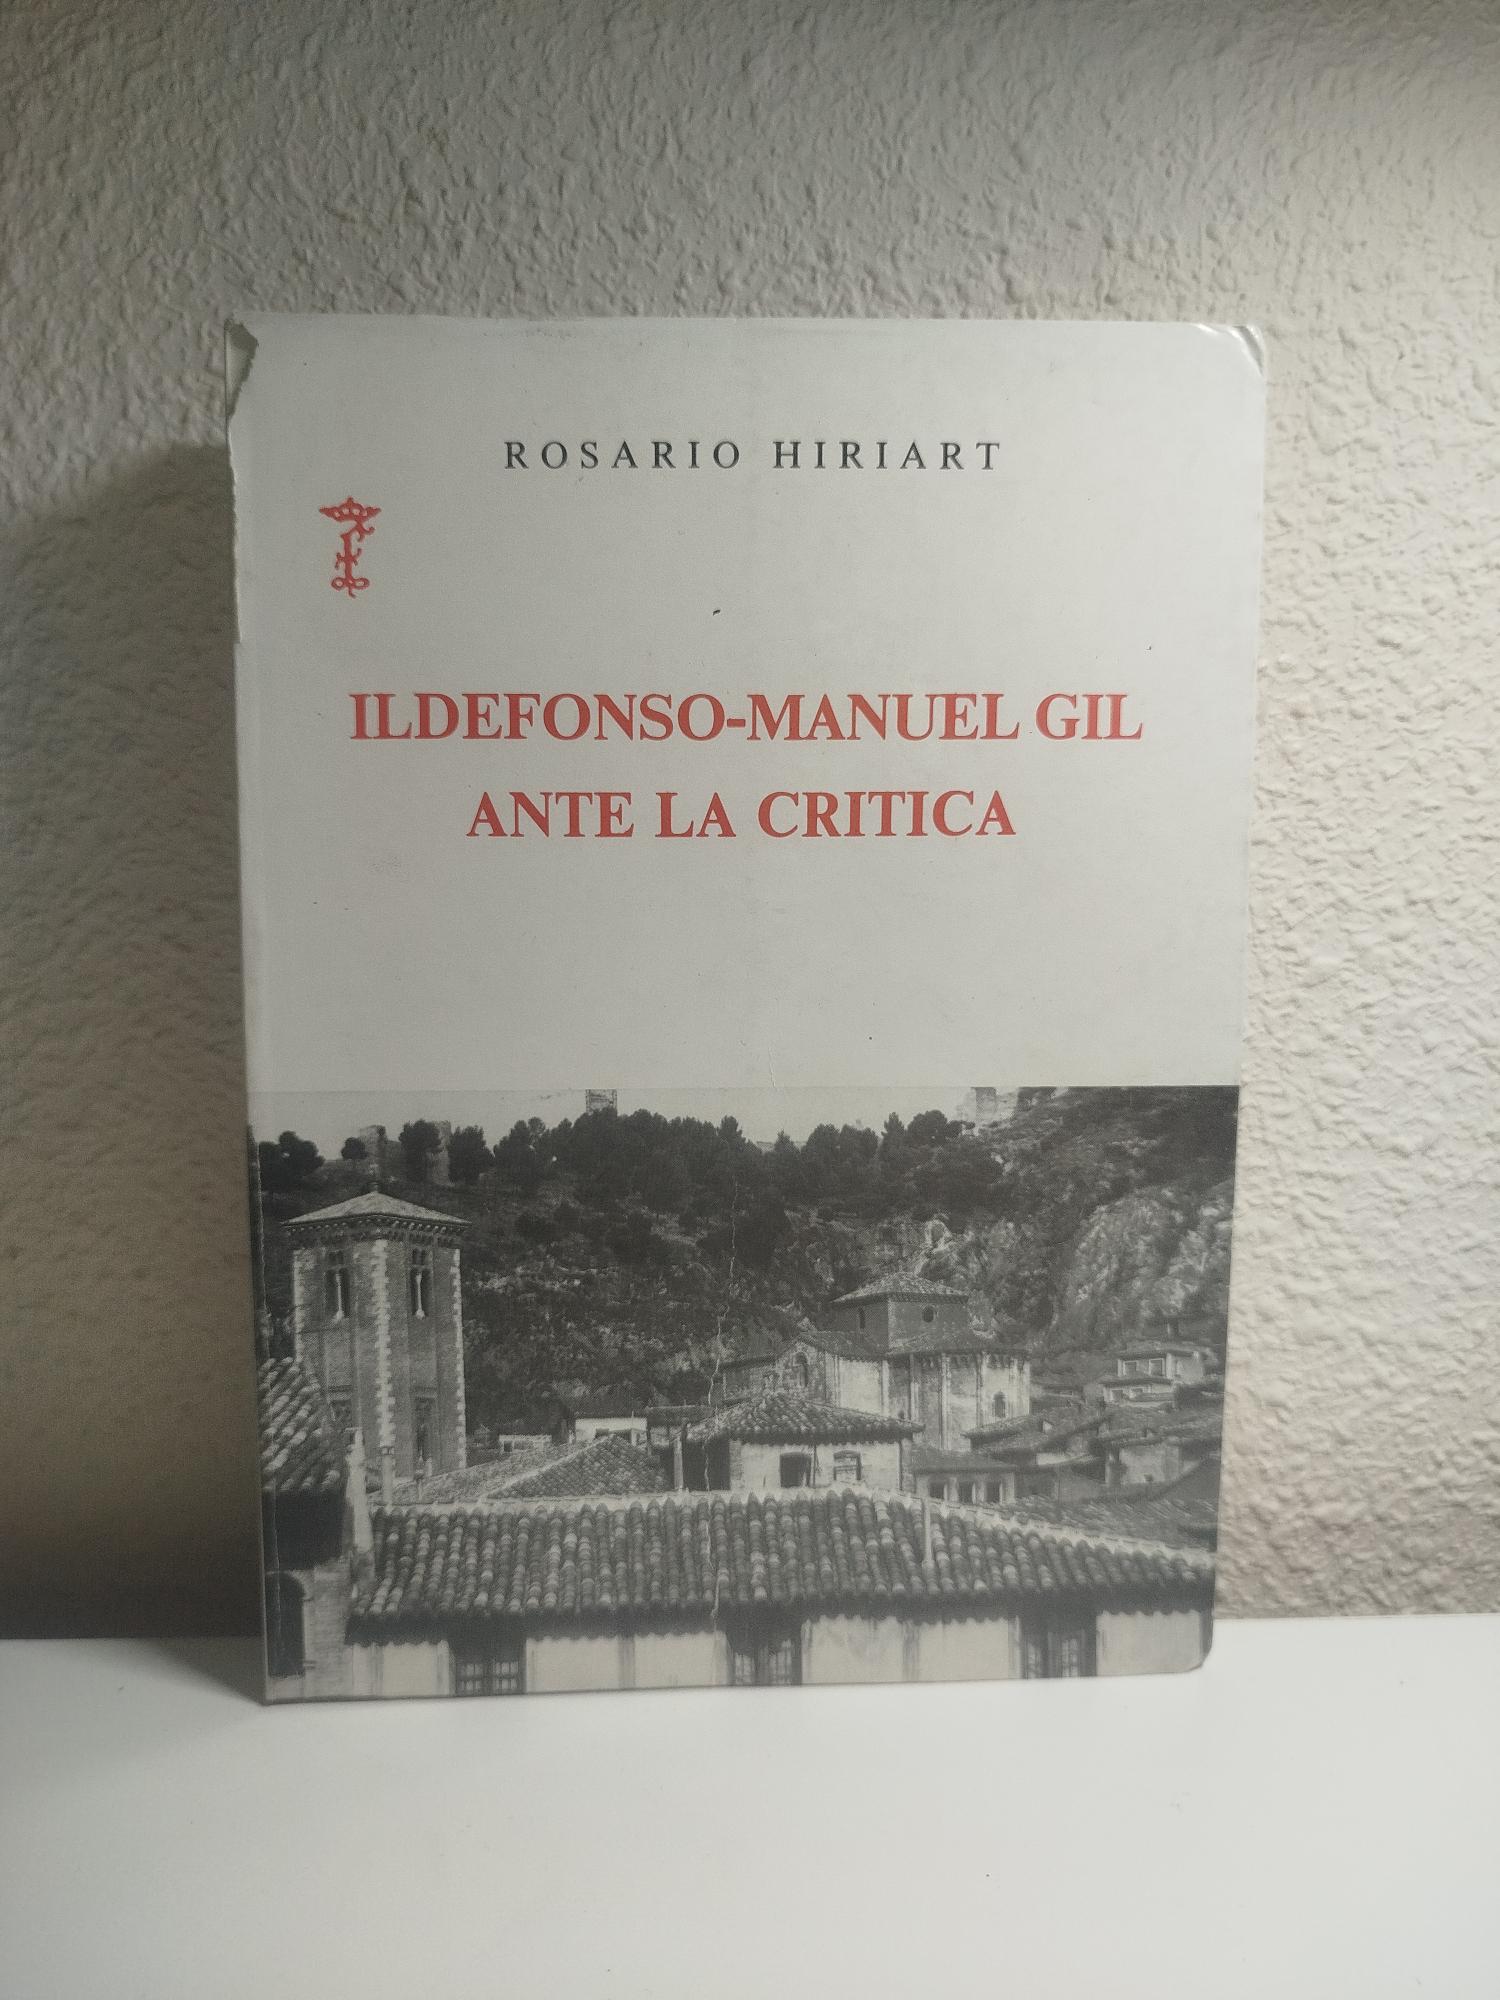 ROSARIO HIRIART
ILDEFONSO-MANUEL GIL
ANTE LA CRITICA